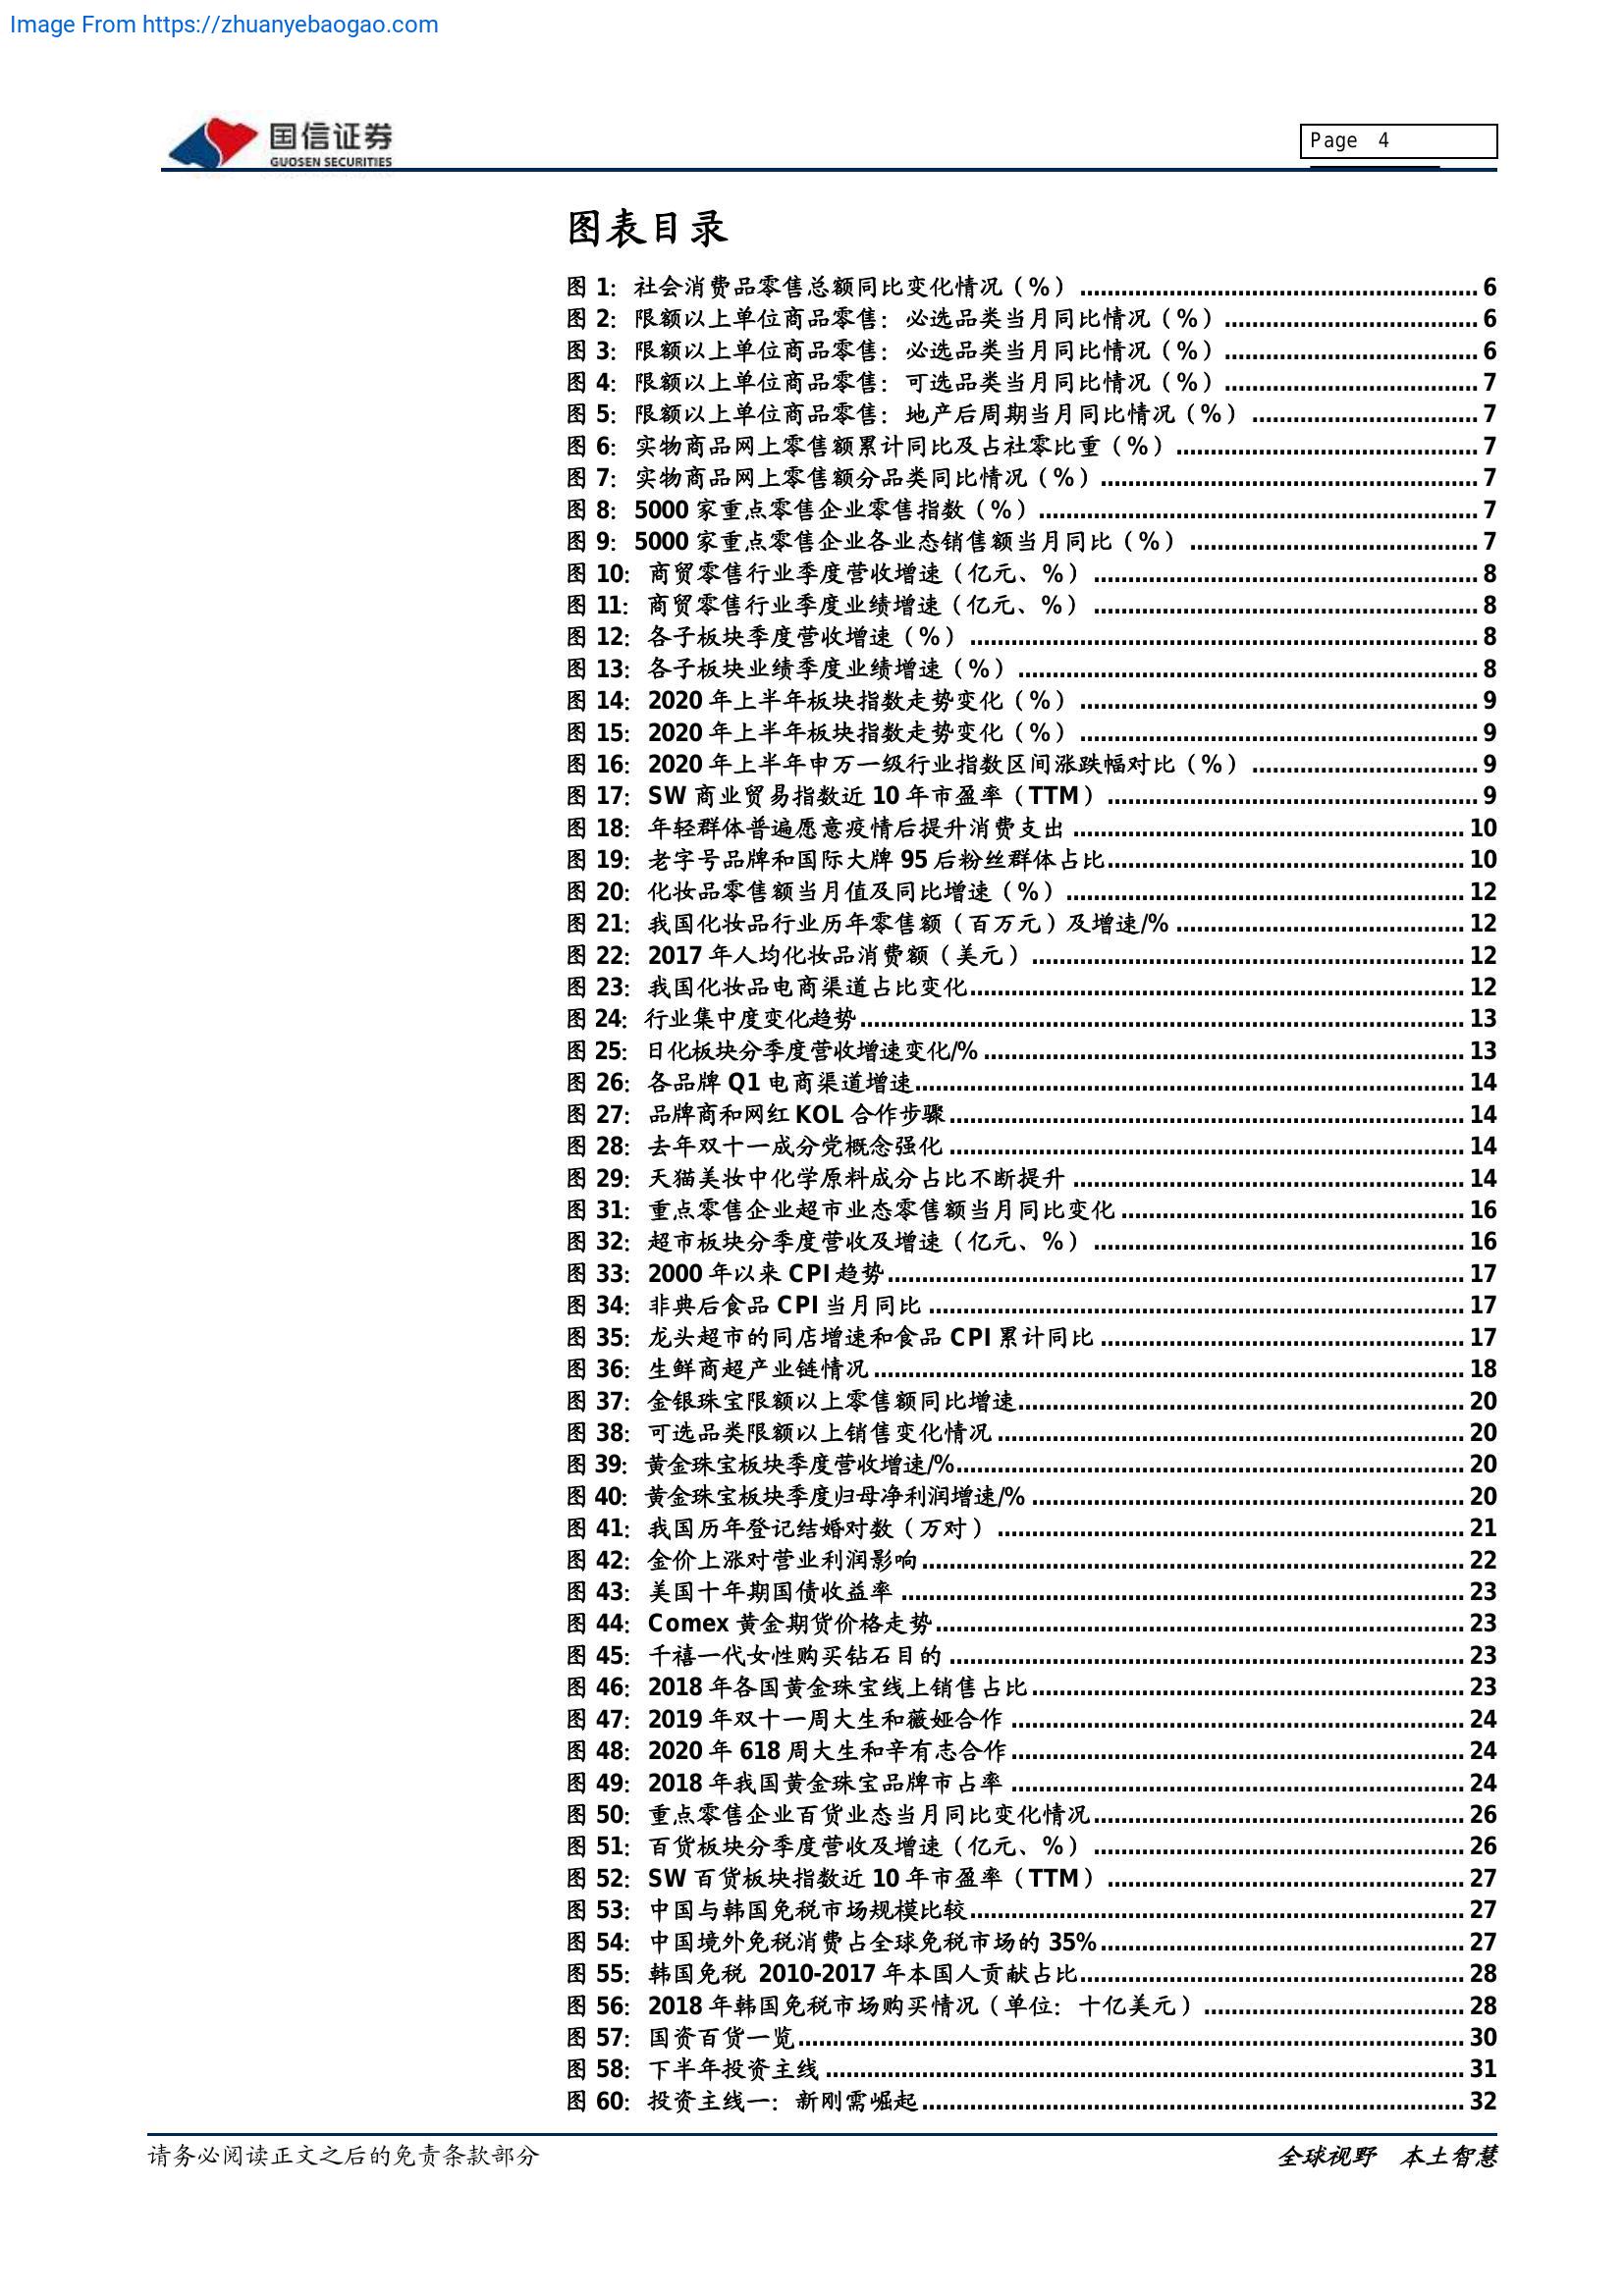 Image From https://zhuanyebaogao.com
国信证券
GUOSEN SECURITIES
Page 4
图表目录
图 1：社会消费品零售总额同比变化情况（%）........ 6
图 2：限额以上单位商品零售：必选品类当月同比情况（%）........ 6
图 3：限额以上单位商品零售：必选品类当月同比情况（%）........ 6
图 4：限额以上单位商品零售：可选品类当月同比情况（%）........ 7
图 5：限额以上单位商品零售：地产后周期当月同比情况（%）........ 7
图 6：实物商品网上零售额累计同比及占社零比重（%）........ 7
图 7：实物商品网上零售额分品类同比情况（%）........ 7
图 8：5000 家重点零售企业零售指数（%）........ 7
图 9：5000 家重点零售企业各业态销售额当月同比（%）........ 7
图 10：商贸零售行业季度营收增速（亿元、%）........ 8
图 11：商贸零售行业季度业绩增速（亿元、%）........ 8
图 12：各子板块季度营收增速（%）........ 8
图 13：各子板块业绩季度业绩增速（%）........ 8
图 14：2020 年上半年板块指数走势变化（%）........ 9
图 15：2020 年上半年板块指数走势变化（%）........ 9
图 16：2020 年上半年申万一级行业指数区间涨跌幅对比（%）........ 9
图 17：SW 商业贸易指数近 10 年市盈率（TTM）........ 9
图 18：年轻群体普遍愿意疫情后提升消费支出........ 10
图 19：老字号品牌和国际大牌 95 后粉丝群体占比........ 10
图 20：化妆品零售额当月值及同比增速（%）........ 12
图 21：我国化妆品行业历年零售额（百万元）及增速/%........ 12
图 22：2017 年人均化妆品消费额（美元）........ 12
图 23：我国化妆品电商渠道占比变化........ 12
图 24：行业集中度变化趋势........ 13
图 25：日化板块分季度营收增速变化/%........ 13
图 26：各品牌 Q1 电商渠道增速........ 14
图 27：品牌商和网红 KOL 合作步骤........ 14
图 28：去年双十一成分党概念强化........ 14
图 29：天猫美妆中化学原料成分占比不断提升........ 14
图 31：重点零售企业超市业态零售额当月同比变化........ 16
图 32：超市板块分季度营收及增速（亿元、%）........ 16
图 33：2000 年以来 CPI 趋势........ 17
图 34：非典后食品 CPI 当月同比........ 17
图 35：龙头超市的同店增速和食品 CPI 累计同比........ 17
图 36：生鲜商超产业链情况........ 18
图 37：金银珠宝限额以上零售额同比增速........ 20
图 38：可选品类限额以上销售变化情况........ 20
图 39：黄金珠宝板块季度营收增速/%........ 20
图 40：黄金珠宝板块季度归母净利润增速/%........ 20
图 41：我国历年登记结婚对数（万对）........ 21
图 42：金价上涨对营业利润影响........ 22
图 43：美国十年期国债收益率........ 23
图 44：Comex 黄金期货价格走势........ 23
图 45：千禧一代女性购买钻石目的........ 23
图 46：2018 年各国黄金珠宝线上销售占比........ 23
图 47：2019 年双十一周大生和薇娅合作........ 24
图 48：2020 年 618 周大生和辛有志合作........ 24
图 49：2018 年我国黄金珠宝品牌市占率........ 24
图 50：重点零售企业百货业态当月同比变化情况........ 26
图 51：百货板块分季度营收及增速（亿元、%）........ 26
图 52：SW 百货板块指数近 10 年市盈率（TTM）........ 27
图 53：中国与韩国免税市场规模比较........ 27
图 54：中国境外免税消费占全球免税市场的 35%........ 27
图 55：韩国免税 2010-2017 年本国人贡献占比........ 28
图 56：2018 年韩国免税市场购买情况（单位：十亿美元）........ 28
图 57：国资百货一览........ 30
图 58：下半年投资主线........ 31
图 60：投资主线一：新刚需崛起........ 32
请务必阅读正文之后的免责条款部分
全球视野 本土智慧